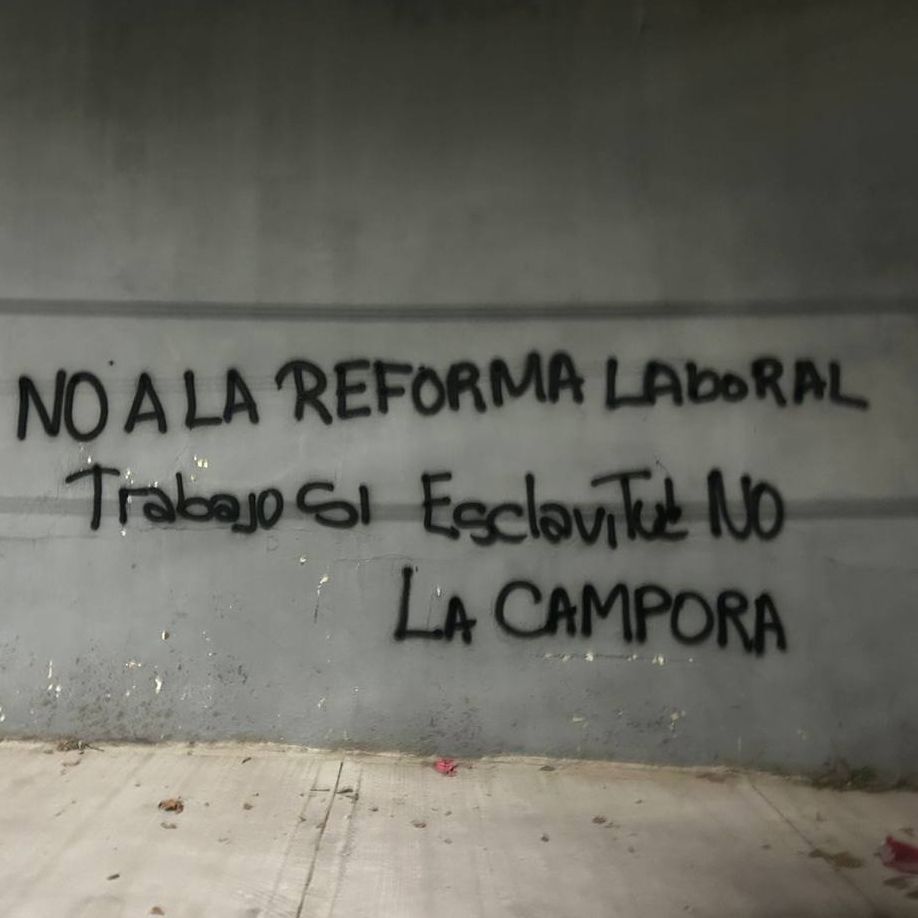 NO A LA REFORMA LAboRAL
Trabajo SI EsclaviTud NO
LA CAMPORA